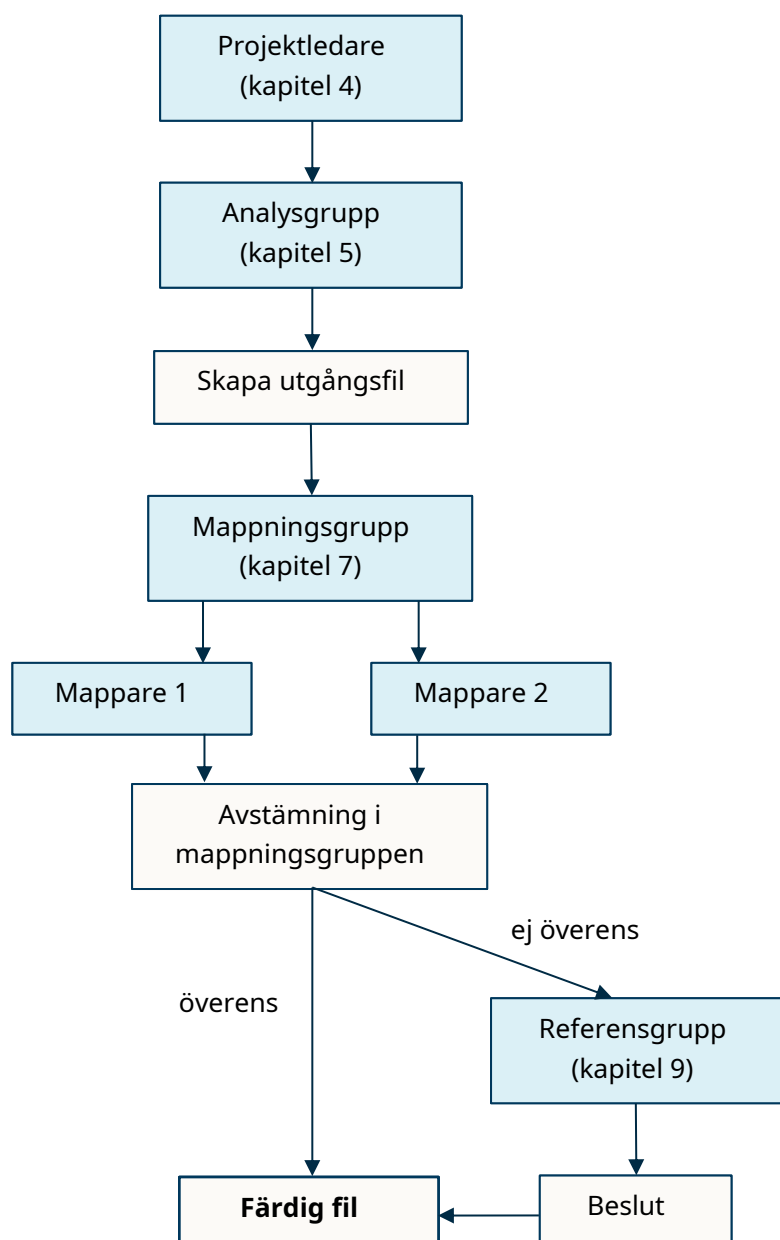 Projektledare
(kapitel 4)
Analysgrupp
(kapitel 5)
Skapa utgångsfil
Mappningsgrupp
(kapitel 7)
Mappare 1
Mappare 2
Avstämning i
mappningsgruppen
ej överens
överens
Referensgrupp
(kapitel 9)
Färdig fil
Beslut